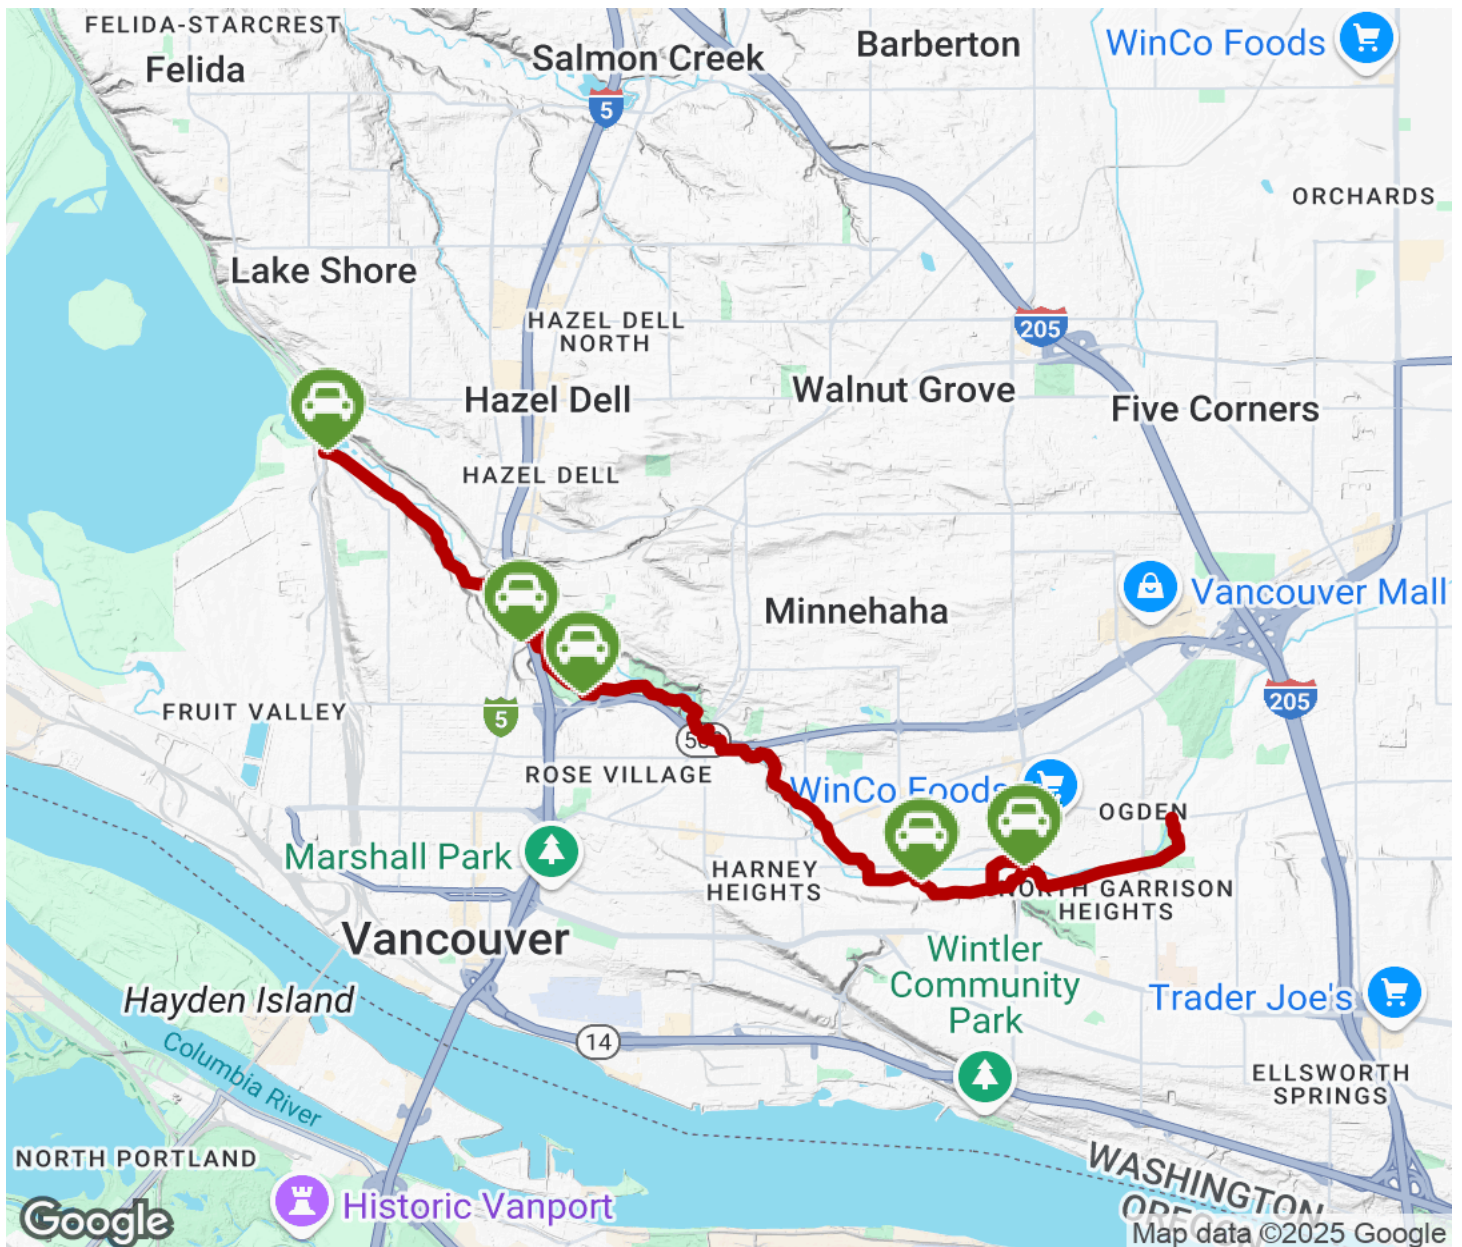 FELIDA-STARCREST
Felida
Salmon Creek
Barberton
WinCo Foods
5
ORCHARDS
Lake Shore
HAZEL DELL
NORTH
205
Hazel Dell
Walnut Grove
Five Corners
HAZEL DELL
Vancouver Mall
Minnehaha
FRUIT VALLEY
5
205
ROSE VILLAGE
WinCo Foods
OGDEN
Marshall Park
HARNEY
HEIGHTS
NORTH GARRISON
HEIGHTS
Vancouver
Wintler
Community
Park
Hayden Island
Trader Joe's
14
Columbia River
ELLSWORTH
SPRINGS
NORTH PORTLAND
WASHINGTON
Historic Vanport
Google
Map data ©2025 Google